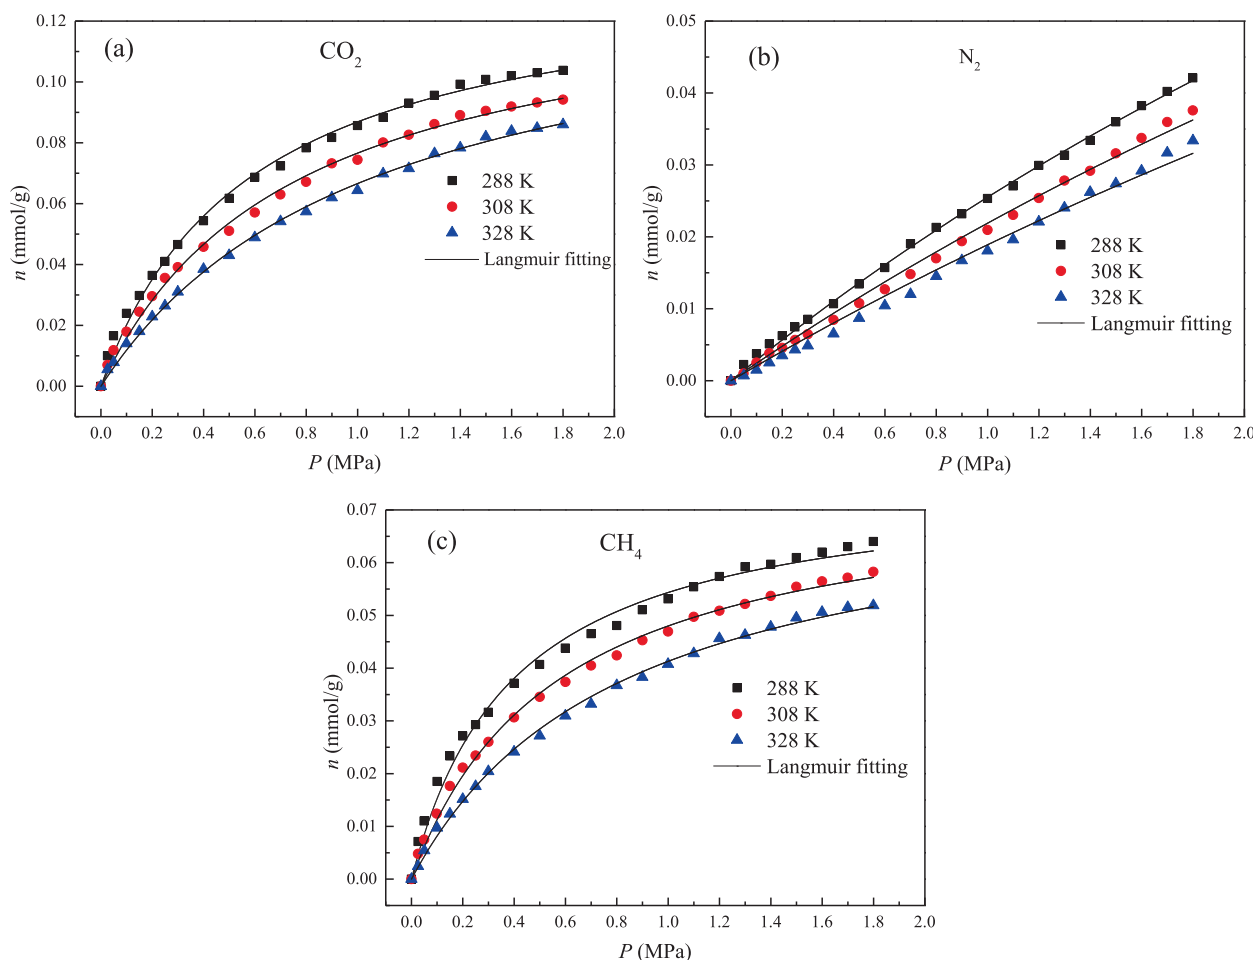 (a)
CO2
n (mmol/g)
0.12
0.10
0.08
0.06
0.04
0.02
0.00
288 K
308 K
328 K
Langmuir fitting
0.0 0.2 0.4 0.6 0.8 1.0 1.2 1.4 1.6 1.8 2.0
P (MPa)
(b)
N2
n (mmol/g)
0.05
0.04
0.03
0.02
0.01
0.00
288 K
308 K
328 K
Langmuir fitting
0.0 0.2 0.4 0.6 0.8 1.0 1.2 1.4 1.6 1.8 2.0
P (MPa)
(c)
CH4
n (mmol/g)
0.07
0.06
0.05
0.04
0.03
0.02
0.01
0.00
288 K
308 K
328 K
Langmuir fitting
0.0 0.2 0.4 0.6 0.8 1.0 1.2 1.4 1.6 1.8 2.0
P (MPa)